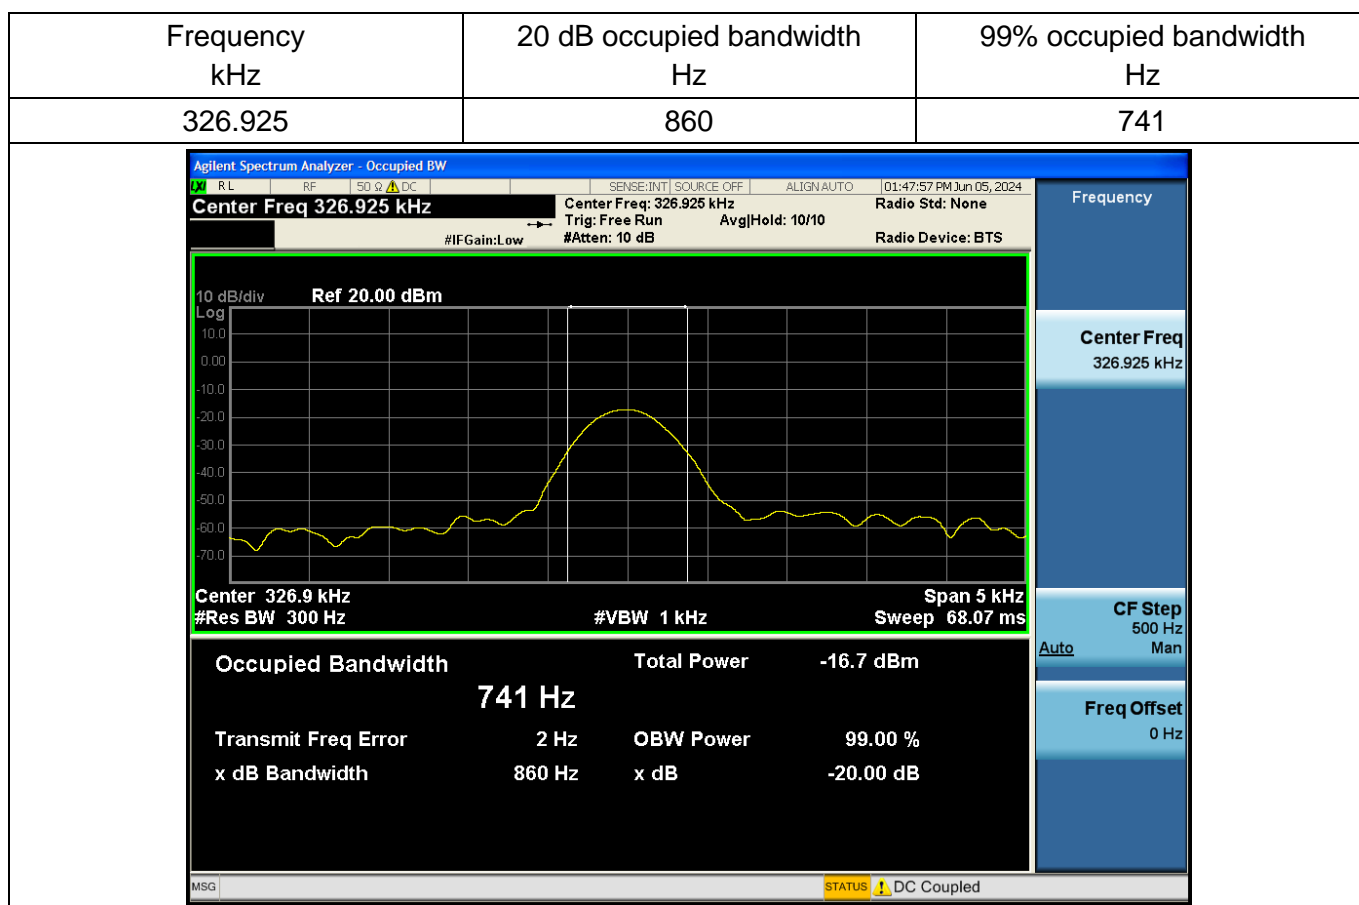 Frequency
kHz
20 dB occupied bandwidth
Hz
99% occupied bandwidth
Hz
326.925
860
741
Agilent Spectrum Analyzer - Occupied BW
LXI RL RF 50 Ω DC SENSE:INT SOURCE OFF ALIGN AUTO 01:47:57 PM Jun 05, 2024
Center Freq 326.925 kHz
Center Freq: 326.925 kHz
Radio Std: None
Trig: Free Run Avg|Hold: 10/10
#IFGain:Low
#Atten: 10 dB
Radio Device: BTS
10 dB/div Ref 20.00 dBm
Log
10.0
0.00
-10.0
-20.0
-30.0
-40.0
-50.0
-60.0
-70.0
Center 326.9 kHz
Span 5 kHz
#Res BW 300 Hz
#VBW 1 kHz
Sweep 68.07 ms
Occupied Bandwidth
741 Hz
Total Power -16.7 dBm
Transmit Freq Error 2 Hz
OBW Power 99.00 %
x dB Bandwidth 860 Hz
x dB -20.00 dB
Frequency
Center Freq
326.925 kHz
CF Step
500 Hz
Auto Man
Freq Offset
0 Hz
MSG
STATUS DC Coupled